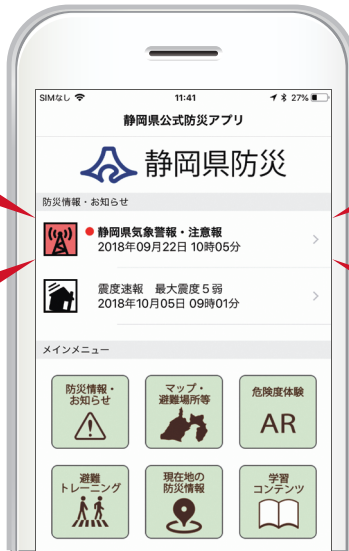 SIMなし 11:41 27%
静岡県公式防災アプリ
静岡県防災
防災情報・お知らせ
静岡県気象警報・注意報
2018年09月22日 10時05分
震度速報 最大震度5弱
2018年10月05日 09時01分
メインメニュー
防災情報・
お知らせ
マップ・
避難場所等
危険度体験
AR
避難
トレーニング
現在地の
防災情報
学習
コンテンツ